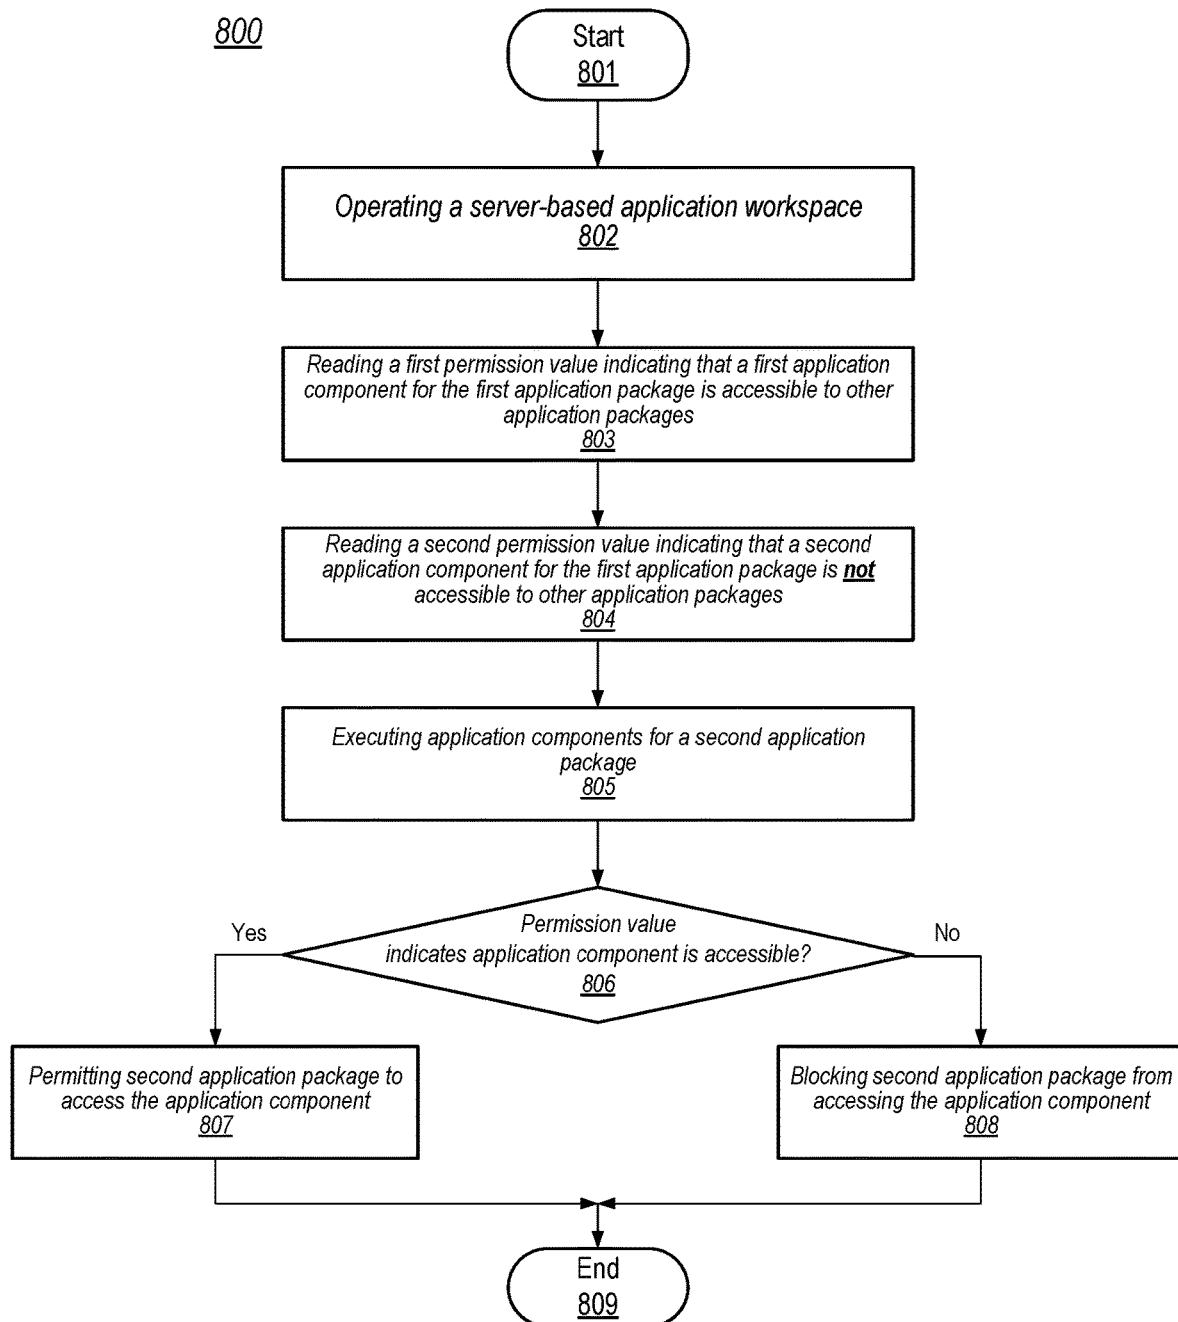 800
Start
801
Operating a server-based application workspace
802
Reading a first permission value indicating that a first application
component for the first application package is accessible to other
application packages
803
Reading a second permission value indicating that a second
application component for the first application package is not
accessible to other application packages
804
Executing application components for a second application
package
805
Permission value
indicates application component is accessible?
806
Yes
No
Permitting second application package to
access the application component
807
Blocking second application package from
accessing the application component
808
End
809